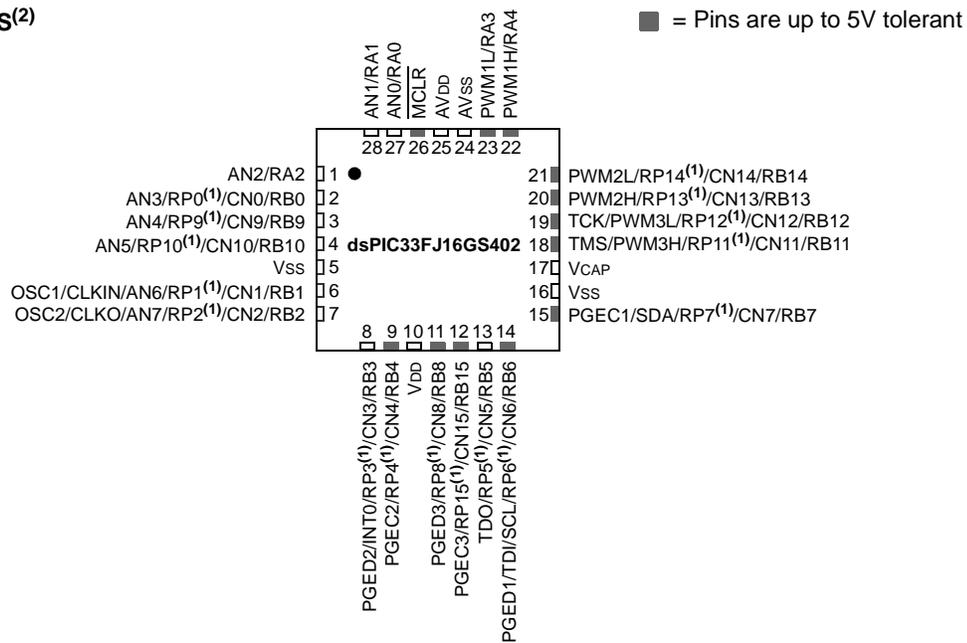 S(2)
= Pins are up to 5V tolerant
AN1/RA1
AN0/RA0
MCLR
AVDD
AVSS
PWM1L/RA3
PWM1H/RA4
28 27 26 25 24 23 22
AN2/RA2 1
AN3/RP0(1)/CN0/RB0 2
AN4/RP9(1)/CN9/RB9 3
AN5/RP10(1)/CN10/RB10 4
VSS 5
OSC1/CLKIN/AN6/RP1(1)/CN1/RB1 6
OSC2/CLKO/AN7/RP2(1)/CN2/RB2 7
dsPIC33FJ16GS402
21 PWM2L/RP14(1)/CN14/RB14
20 PWM2H/RP13(1)/CN13/RB13
19 TCK/PWM3L/RP12(1)/CN12/RB12
18 TMS/PWM3H/RP11(1)/CN11/RB11
17 VCAP
16 VSS
15 PGEC1/SDA/RP7(1)/CN7/RB7
8 9 10 11 12 13 14
PGED2/INT0/RP3(1)/CN3/RB3
PGEC2/RP4(1)/CN4/RB4
VDD
PGED3/RP8(1)/CN8/RB8
PGEC3/RP15(1)/CN15/RB15
TDO/RP5(1)/CN5/RB5
PGED1/TDI/SCL/RP6(1)/CN6/RB6